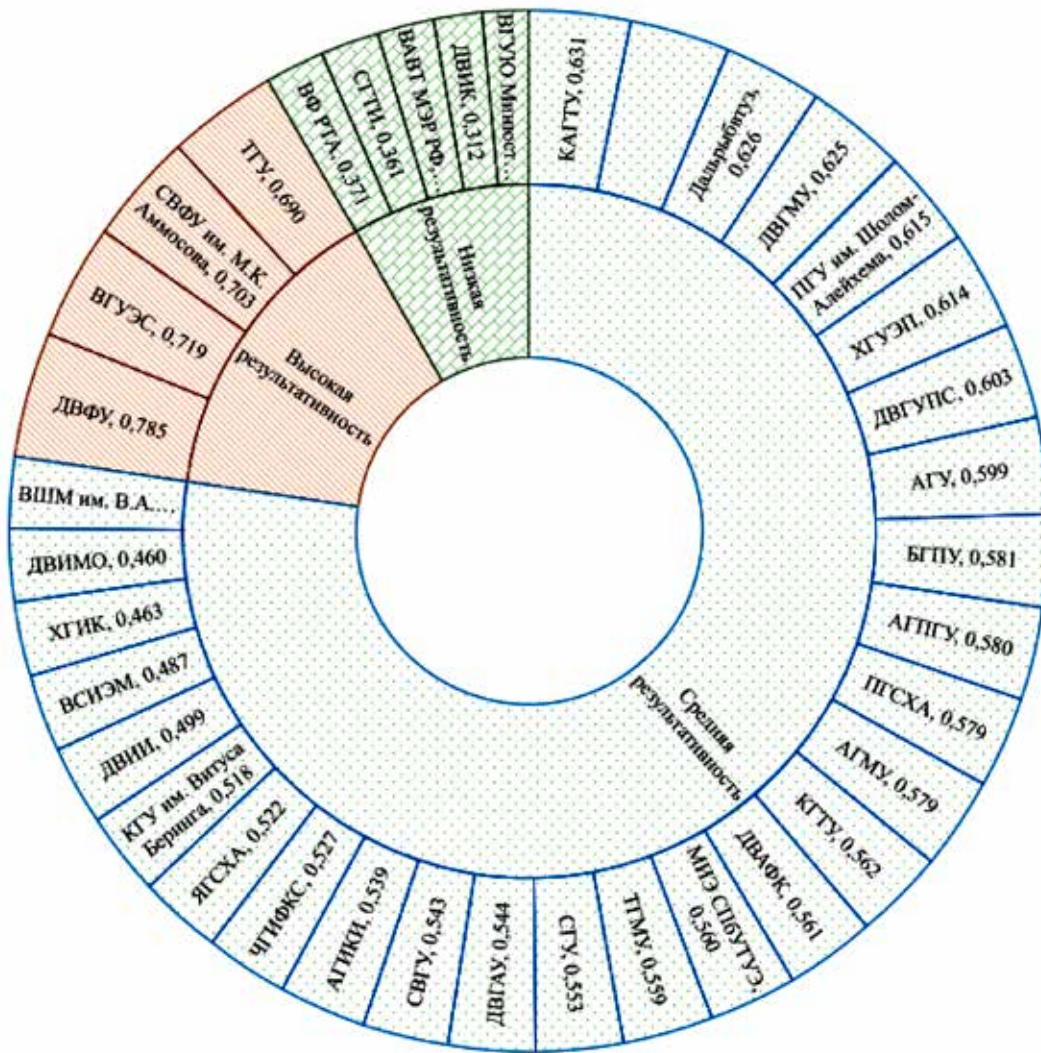 КАГТУ, 0,631
Дальрыбвтуз,
0,626
ДВГМУ, 0,625
ПГУ им. Шолом-
Алейхема, 0,615
ХГУЭП, 0,614
ДВГУПС, 0,603
АГУ, 0,599
БГПУ, 0,581
АГПГУ, 0,580
ПГСХА, 0,579
АГМУ, 0,579
КГТУ, 0,562
ДВАФК, 0,561
МИЭ СПбУТУЭ,
0,560
ТГМУ, 0,559
СГУ, 0,553
ДВГАУ, 0,544
СВГУ, 0,543
АГИКИ, 0,539
ЧГИФКС, 0,527
ЯГСХА, 0,522
КГУ им. Витуса
Беринга, 0,518
ДВИИ, 0,499
ВСИЭМ, 0,487
ХГИК, 0,463
ДВИМО, 0,460
ВШМ им. В.А.…,
ДВФУ, 0,785
ВГУЭС, 0,719
СВФУ им. М.К.
Аммосова, 0,703
ТГУ, 0,690
ВФ РТА, 0,371
СГТИ, 0,361
ВАВТ МЭР РФ,…
ДВИК, 0,312
ВГУЮ Минюст…
Низкая
результативность
Высокая
результативность
Средняя
результативность